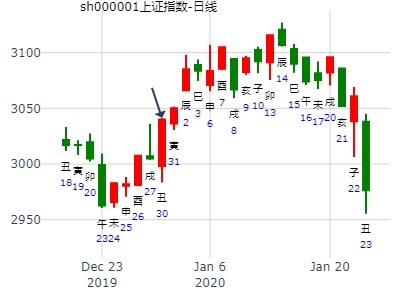 sh000001上证指数-日线
3100
3050
3000
2950
丑
18
寅
19
卯
20
午
23
未
24
申
25
酉
26
戌
27
丑
30
寅
31
辰
2
巳
3
申
6
酉
7
戌
8
亥
9
子
10
卯
13
辰
14
巳
15
午
16
未
17
戌
20
亥
21
子
22
丑
23
Dec 23
2019
Jan 6
2020
Jan 20